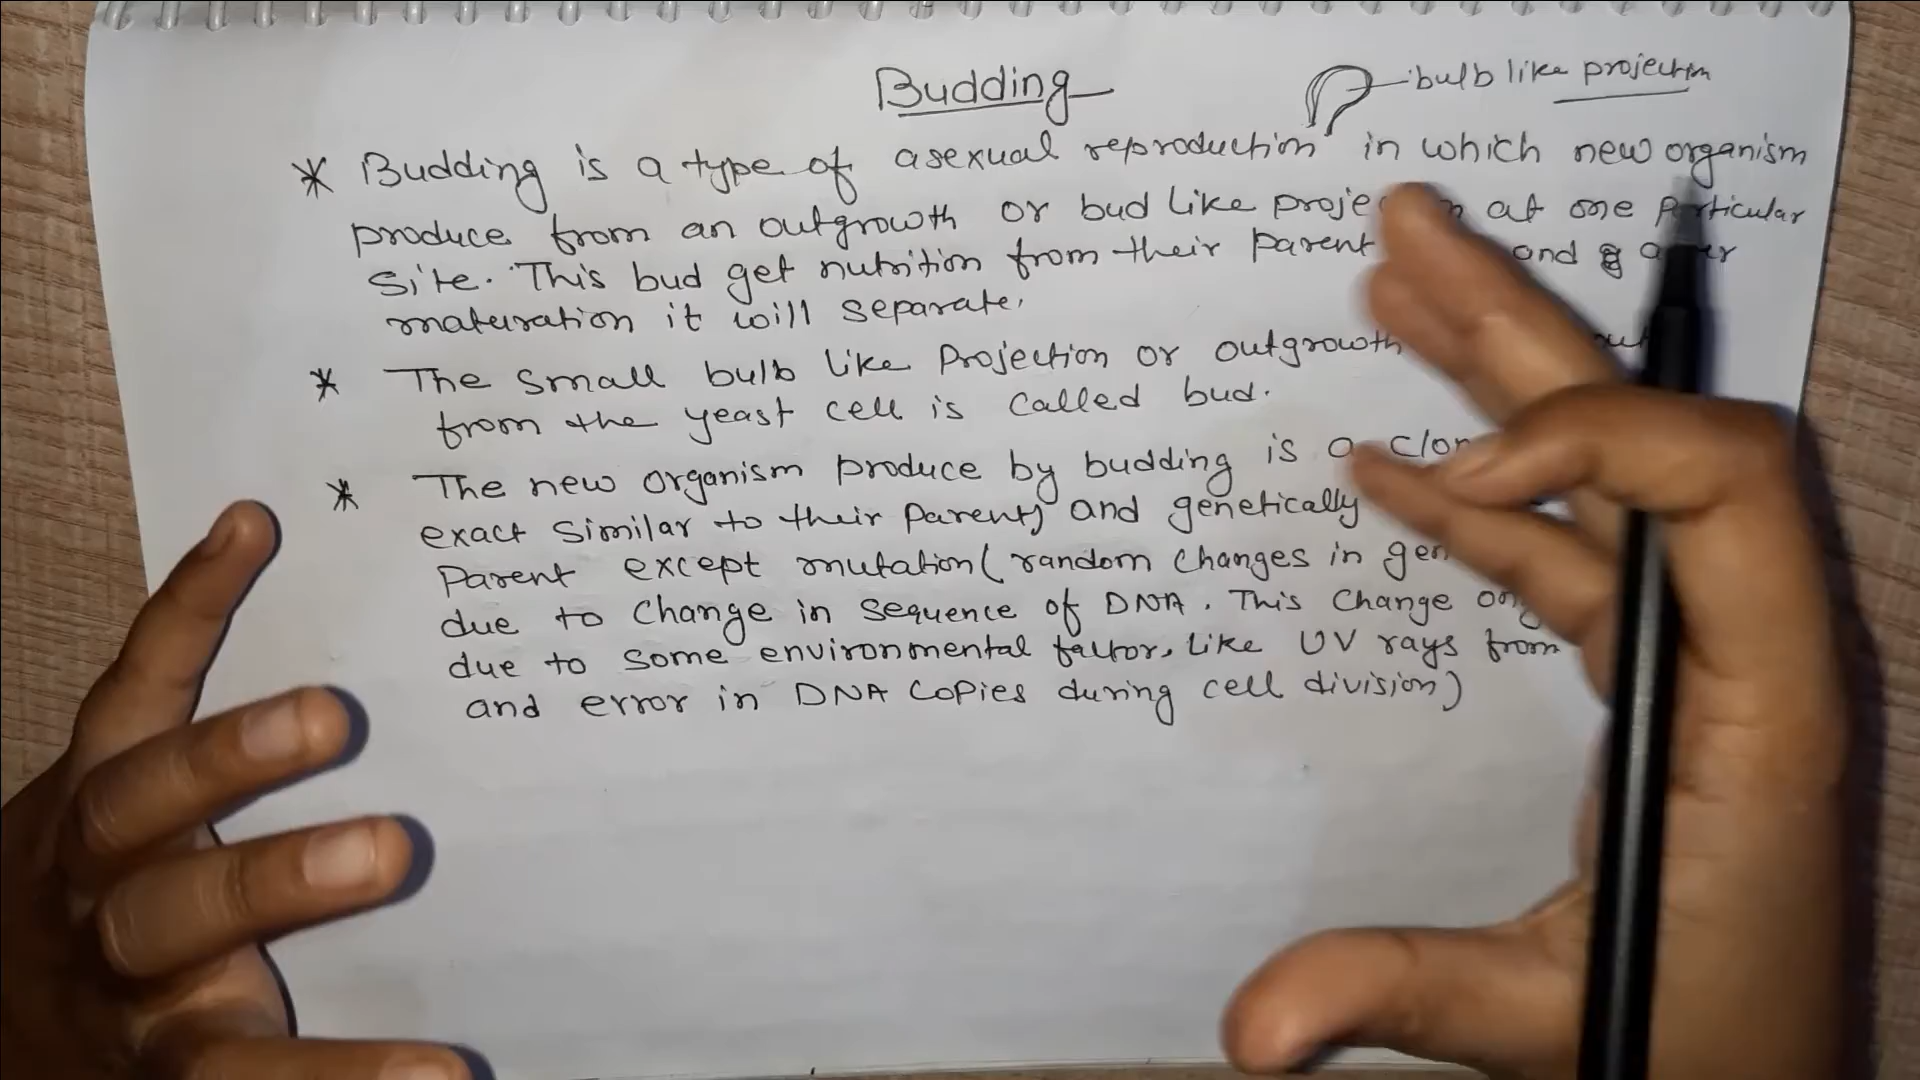 Budding
bulb like projection
* Budding is a type of asexual reproduction in which new organism
produce from an outgrowth or bud like at one particular
Site. This bud get nutrition from their Parent and
maturation it will separate.
* The small bulb like Projection or outgrowth
from the yeast cell is called bud.
* The new organism produce by budding is a
exact similar to their Parents and genetically
Parent except mutation (random changes in
due to change in sequence of DNA. This change
due to some environmental factor, like UV rays from
and error in DNA copies during cell division)